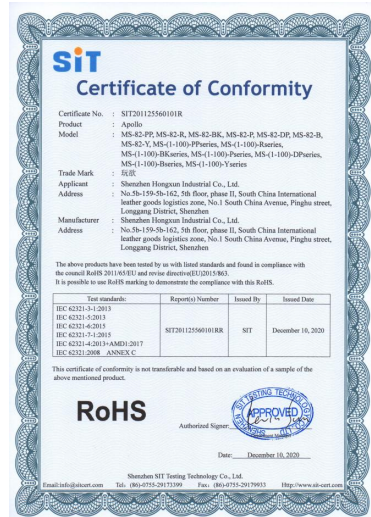 SiT
Certificate of Conformity
Certificate No. : SIT201125560101R
Product : Apollo
Model : MS-82-PP, MS-82-R, MS-82-BK, MS-82-P, MS-82-DP, MS-82-B,
MS-82-Y, MS-(1-100)-PPseries, MS-(1-100)-Rseries,
MS-(1-100)-BKseries, MS-(1-100)-Pseries, MS-(1-100)-DPseries,
MS-(1-100)-Bseries, MS-(1-100)-Yseries
Trade Mark : 玩欲
Applicant : Shenzhen Hongxun Industrial Co., Ltd.
Address : No.5b-159-5b-162, 5th floor, phase II, South China International
leather goods logistics zone, No.1 South China Avenue, Pinghu street,
Longgang District, Shenzhen
Manufacturer : Shenzhen Hongxun Industrial Co., Ltd.
Address : No.5b-159-5b-162, 5th floor, phase II, South China International
leather goods logistics zone, No.1 South China Avenue, Pinghu street,
Longgang District, Shenzhen
The above products have been tested by us with listed standards and found in compliance with
the council RoHS 2011/65/EU and revise directive(EU)2015/863.
It is possible to use RoHS marking to demonstrate the compliance with this RoHS.
Test standards: Report(s) Number Issued By Issued Date
IEC 62321-3-1:2013
IEC 62321-5:2013
IEC 62321-6:2015
IEC 62321-7-1:2015
IEC 62321-4:2013+AMD1:2017
IEC 62321:2008 ANNEX C
SIT201125560101RR SIT December 10, 2020
This certificate of conformity is not transferable and based on an evaluation of a sample of the
above mentioned product.
RoHS
SIT TESTING TECHNOLOGY
APPROVED
Authorized Signer:
Date: December 10, 2020
Shenzhen SIT Testing Technology Co., Ltd.
Email:info@sitcert.com Tel: (86)-0755-29173399 Fax: (86)-0755-29179933 Http://www.sit-cert.com